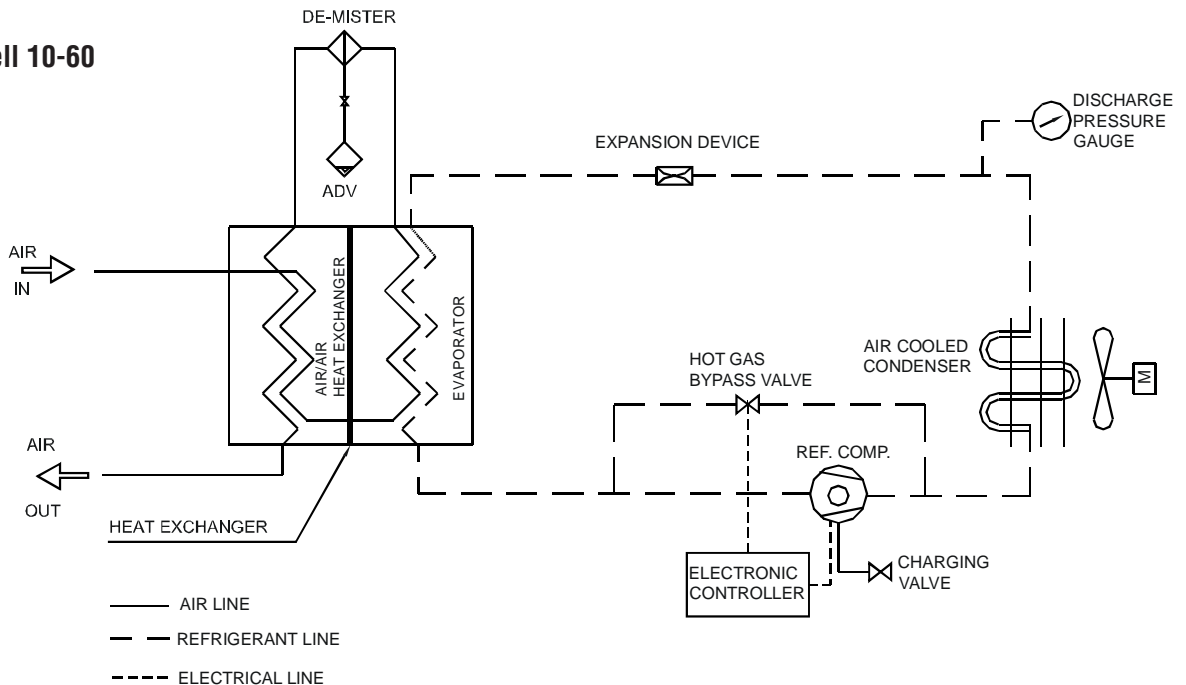 DE-MISTER
ell 10-60
ADV
DISCHARGE
PRESSURE
GAUGE
EXPANSION DEVICE
AIR
IN
AIR/AIR
HEAT EXCHANGER
EVAPORATOR
AIR COOLED
CONDENSER
M
HOT GAS
BYPASS VALVE
AIR
OUT
REF. COMP.
HEAT EXCHANGER
ELECTRONIC
CONTROLLER
CHARGING
VALVE
AIR LINE
REFRIGERANT LINE
ELECTRICAL LINE